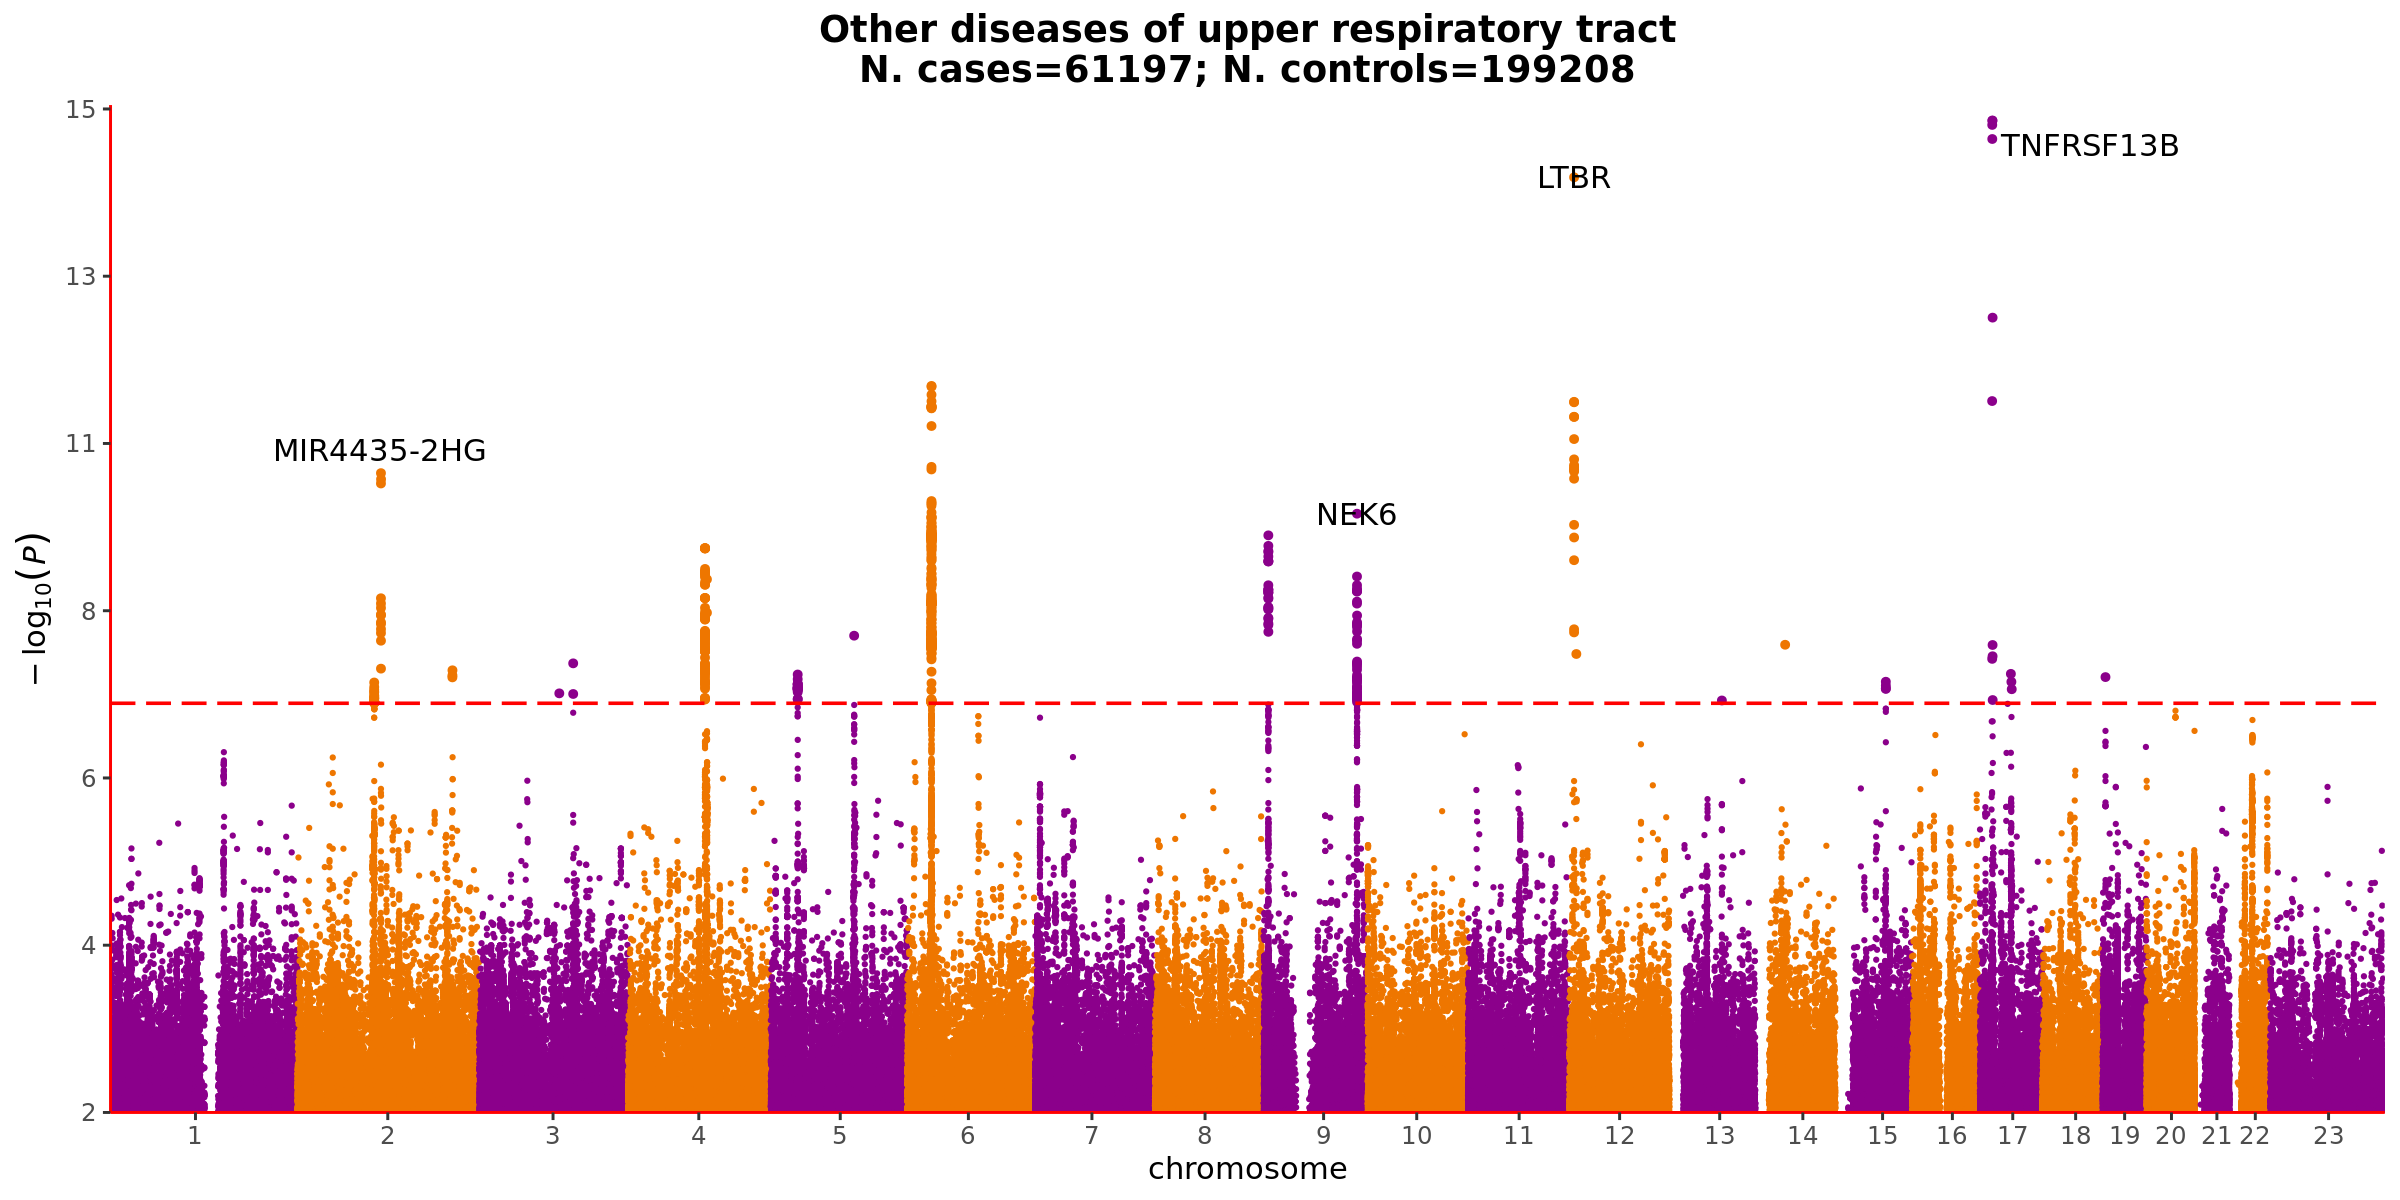 Other diseases of upper respiratory tract
N. cases=61197; N. controls=199208
15
TNFRSF13B
LTBR
13
11
MIR4435-2HG
NEK6
8
6
4
2
−log10(P)
1 2 3 4 5 6 7 8 9 10 11 12 13 14 15 16 17 18 19 20 21 22 23
chromosome